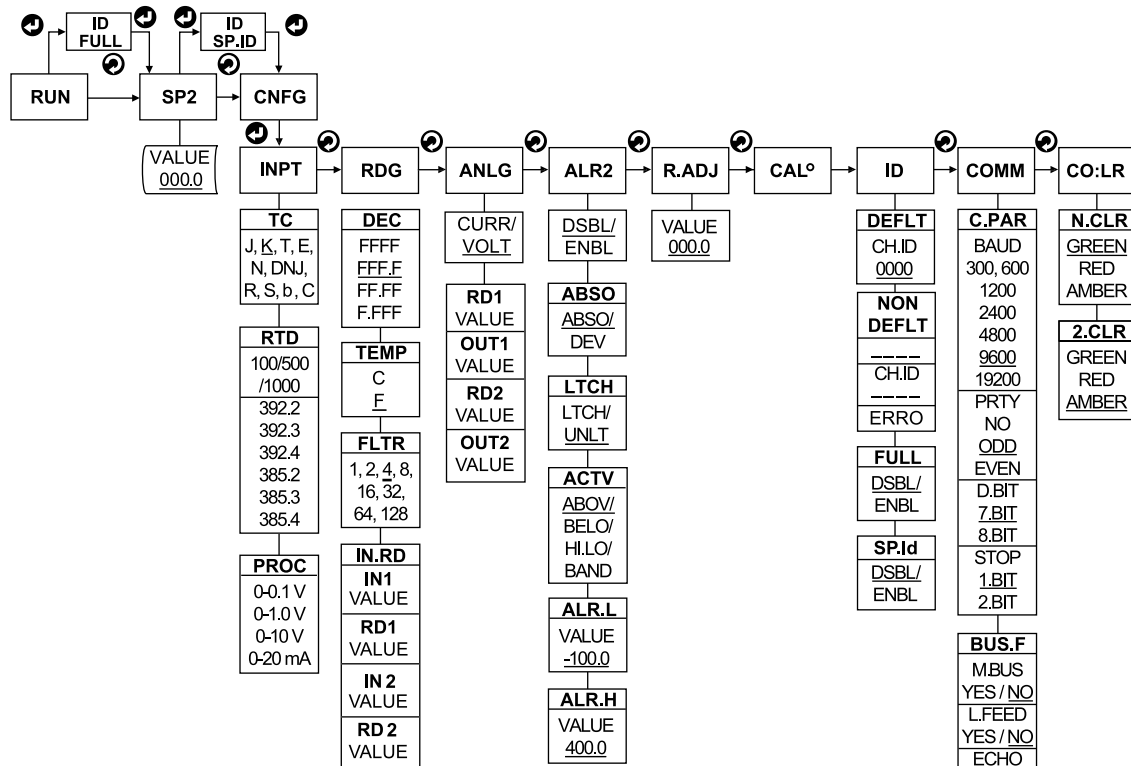 ID
FULL
ID
SP.ID
RUN
SP2
CNFG
VALUE
000.0
INPT
RDG
ANLG
ALR2
R.ADJ
CAL°
ID
COMM
CO:LR
TC
J, K, T, E,
N, DNJ,
R, S, b, C
RTD
100/500
/1000
392.2
392.3
392.4
385.2
385.3
385.4
PROC
0-0.1 V
0-1.0 V
0-10 V
0-20 mA
DEC
FFFF
FFF.F
FF.FF
F.FFF
TEMP
C
F
FLTR
1, 2, 4, 8,
16, 32,
64, 128
IN.RD
IN1
VALUE
RD1
VALUE
IN 2
VALUE
RD 2
VALUE
CURR/
VOLT
RD1
VALUE
OUT1
VALUE
RD2
VALUE
OUT2
VALUE
DSBL/
ENBL
ABSO
ABSO/
DEV
LTCH
LTCH/
UNLT
ACTV
ABOV/
BELO/
HI.LO/
BAND
ALR.L
VALUE
-100.0
ALR.H
VALUE
400.0
VALUE
000.0
DEFLT
CH.ID
0000
NON
DEFLT
_ _ _ _
CH.ID
_ _ _ _
ERRO
FULL
DSBL/
ENBL
SP.Id
DSBL/
ENBL
C.PAR
BAUD
300, 600
1200
2400
4800
9600
19200
PRTY
NO
ODD
EVEN
D.BIT
7.BIT
8.BIT
STOP
1.BIT
2.BIT
BUS.F
M.BUS
YES / NO
L.FEED
YES / NO
ECHO
N.CLR
GREEN
RED
AMBER
2.CLR
GREEN
RED
AMBER